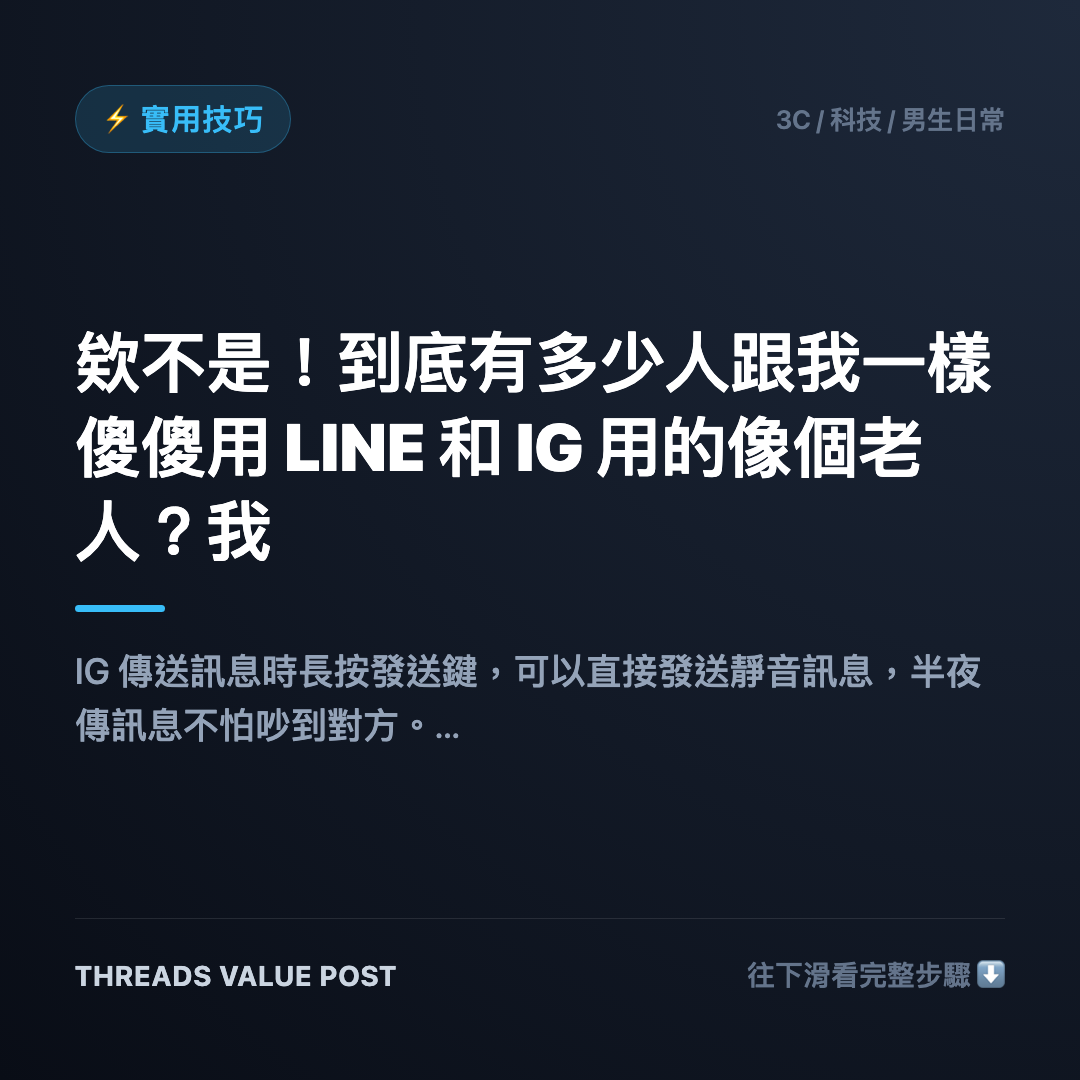 ⚡ 實用技巧
3C / 科技 / 男生日常
欸不是！到底有多少人跟我一樣
傻傻用 LINE 和 IG 用的像個老
人？我
IG 傳送訊息時長按發送鍵，可以直接發送靜音訊息，半夜
傳訊息不怕吵到對方。...
THREADS VALUE POST
往下滑看完整步驟 ⬇️